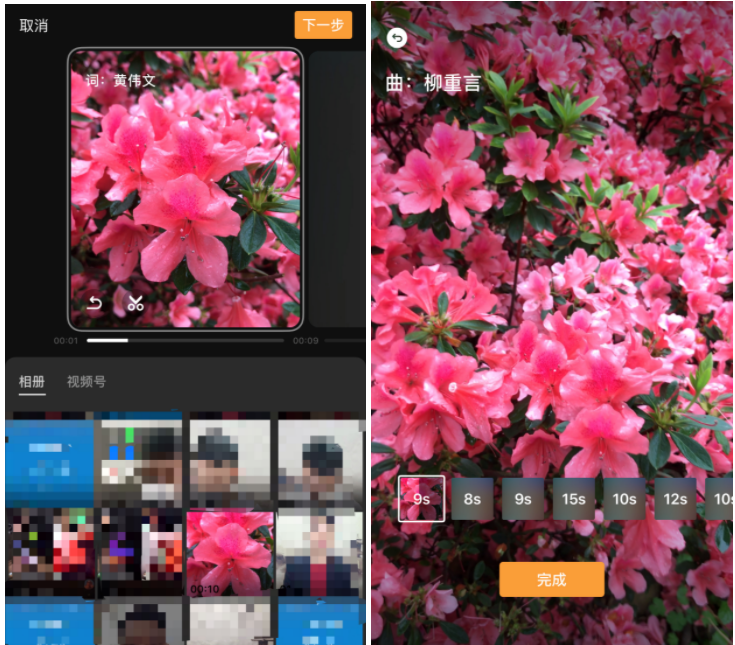 取消
下一步
词：黄伟文
00:01
00:09
相册
视频号
00:10
曲：柳重言
9s
8s
9s
15s
10s
12s
10s
完成